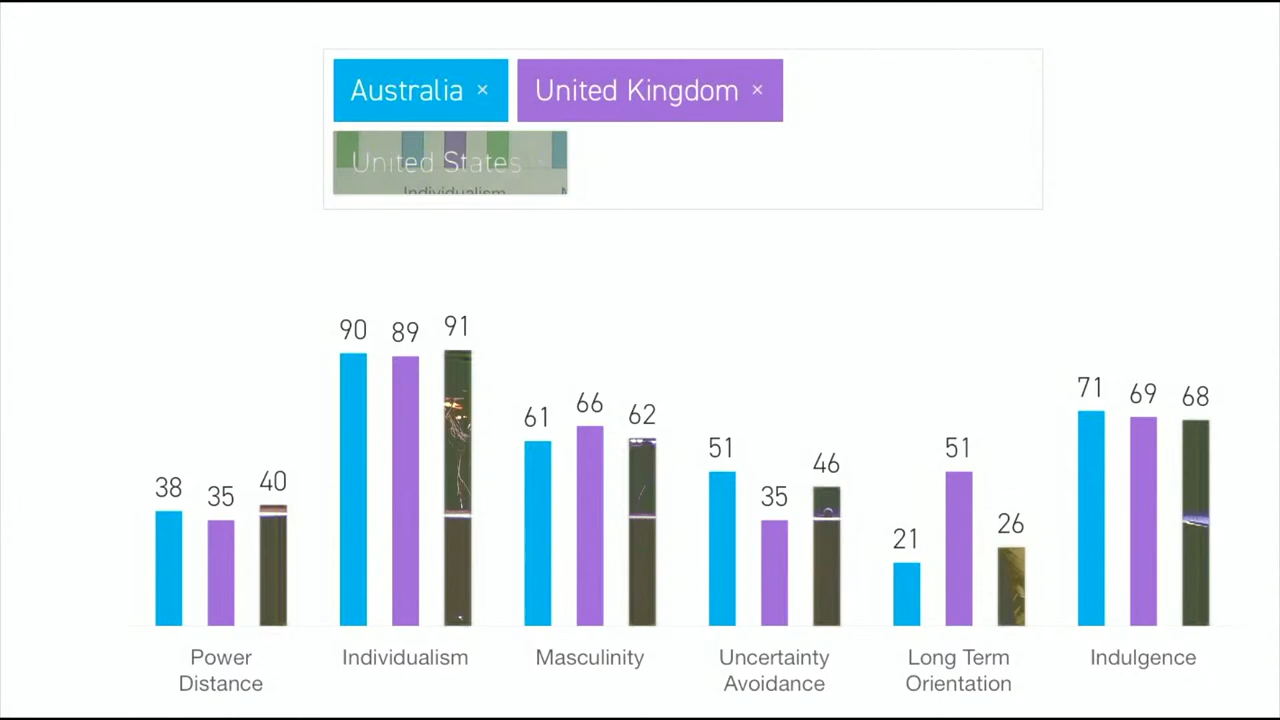 Australia × United Kingdom ×
United States
Individualism
90 89 91
38 35 40
61 66 62
51 35 46
21 51 26
71 69 68
Power Distance
Individualism
Masculinity
Uncertainty Avoidance
Long Term Orientation
Indulgence